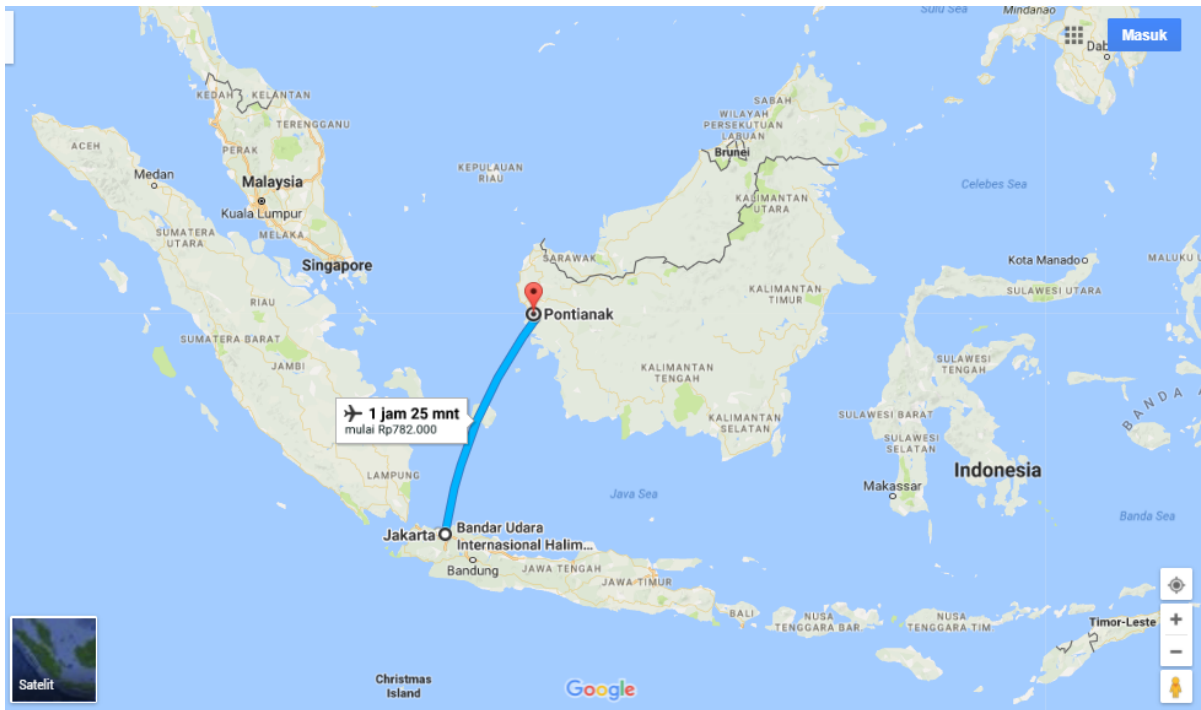 Sulu Sea
Mindanao
Masuk
KEDAH
KELANTAN
SABAH
TERENGGANU
WILAYAH
PERSEKUTUAN
LABUAN
ACEH
PERAK
Brunei
Medan
Malaysia
KEPULAUAN
RIAU
Celebes Sea
KALIMANTAN
UTARA
Kuala Lumpur
SUMATERA
UTARA
MELAKA
SARAWAK
Singapore
Kota Manado
MALUKU U
RIAU
KALIMANTAN
TIMUR
SULAWESI UTARA
Pontianak
SUMATERA BARAT
JAMBI
SULAWESI
TENGAH
KALIMANTAN
TENGAH
1 jam 25 mnt
mulai Rp782.000
KALIMANTAN
SELATAN
SULAWESI BARAT
BANDA
SULAWESI
SELATAN
LAMPUNG
Indonesia
Makassar
Java Sea
Banda Sea
Jakarta
Bandar Udara
Internasional Halim...
Bandung
JAWA TENGAH
JAWA TIMUR
BALI
NUSA
TENGGARA BAR
NUSA
TENGGARA TIM
Timor-Leste
Satelit
Christmas
Island
Google